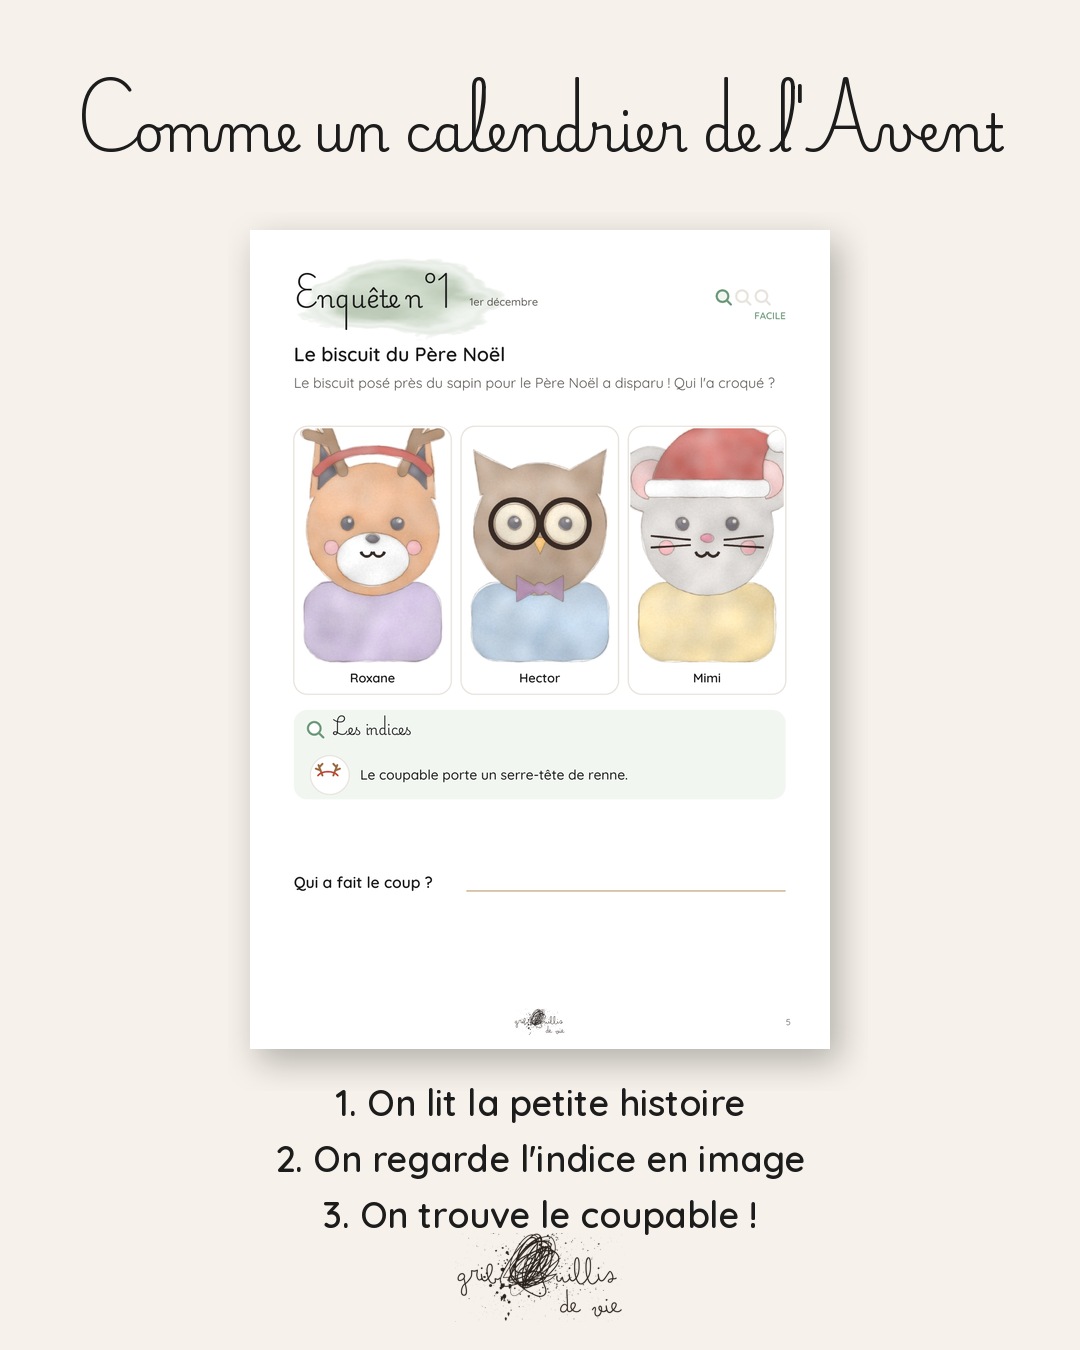 Comme un calendrier de l'Avent
Enquête n°1 1er décembre
FACILE
Le biscuit du Père Noël
Le biscuit posé près du sapin pour le Père Noël a disparu ! Qui l'a croqué ?
Roxane Hector Mimi
Les indices
Le coupable porte un serre-tête de renne.
Qui a fait le coup ?
de vie
5
1. On lit la petite histoire
2. On regarde l'indice en image
3. On trouve le coupable !
de vie